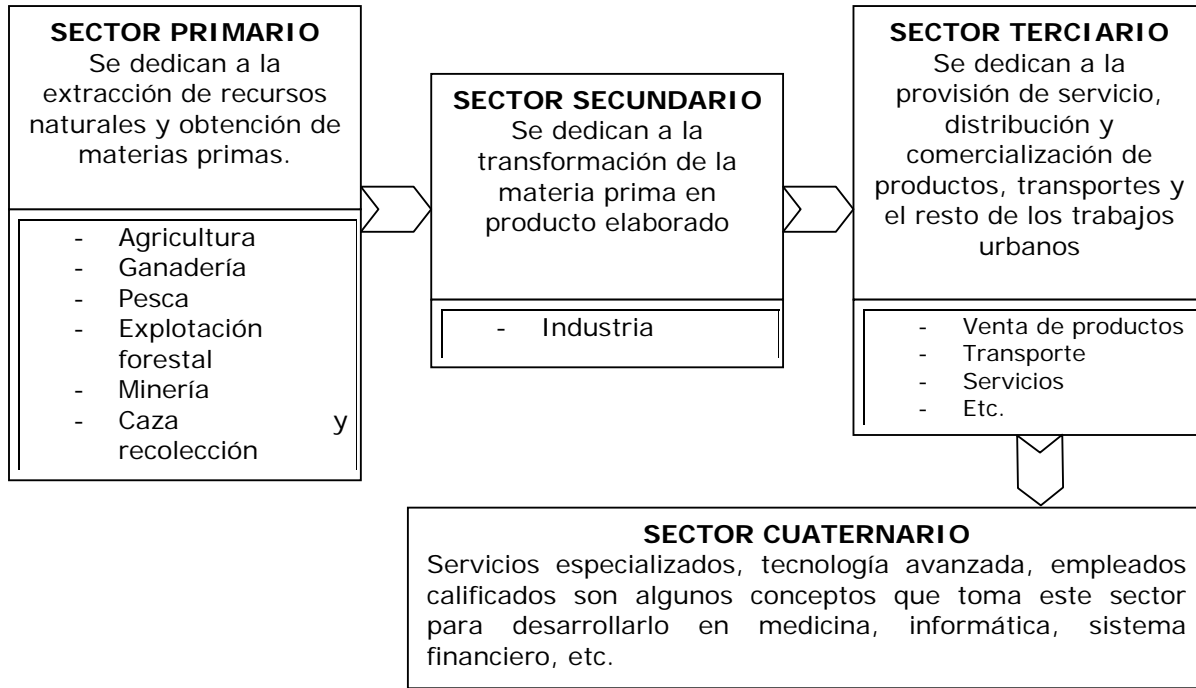 SECTOR PRIMARIO
Se dedican a la
extracción de recursos
naturales y obtención de
materias primas.
- Agricultura
- Ganadería
- Pesca
- Explotación
forestal
- Minería
- Caza y
recolección
SECTOR SECUNDARIO
Se dedican a la
transformación de la
materia prima en
producto elaborado
- Industria
SECTOR TERCIARIO
Se dedican a la
provisión de servicio,
distribución y
comercialización de
productos, transportes y
el resto de los trabajos
urbanos
- Venta de productos
- Transporte
- Servicios
- Etc.
SECTOR CUATERNARIO
Servicios especializados, tecnología avanzada, empleados
calificados son algunos conceptos que toma este sector
para desarrollarlo en medicina, informática, sistema
financiero, etc.